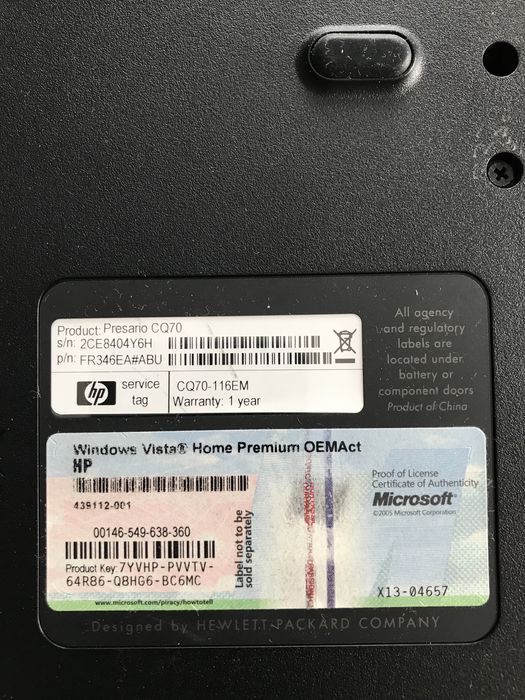 Product: Presario CQ70
s/n: 2CE8404Y6H
p/n: FR346EA#ABU
hp
service
tag
CQ70-116EM
Warranty: 1 year
All agency
and regulatory
labels are
located under
battery or
component doors
Product of China
Windows Vista® Home Premium OEMAct
HP
439112-001
00146-549-638-360
Product Key: 7YVHP-PVVTV-
64R86-Q8HG6-BC6MC
www.microsoft.com/piracy/howtotell
Label not to be
sold separately
Proof of License
Certificate of Authenticity
Microsoft®
©2005 Microsoft Corporation
X13-04657
Designed by HEWLETT-PACKARD COMPANY